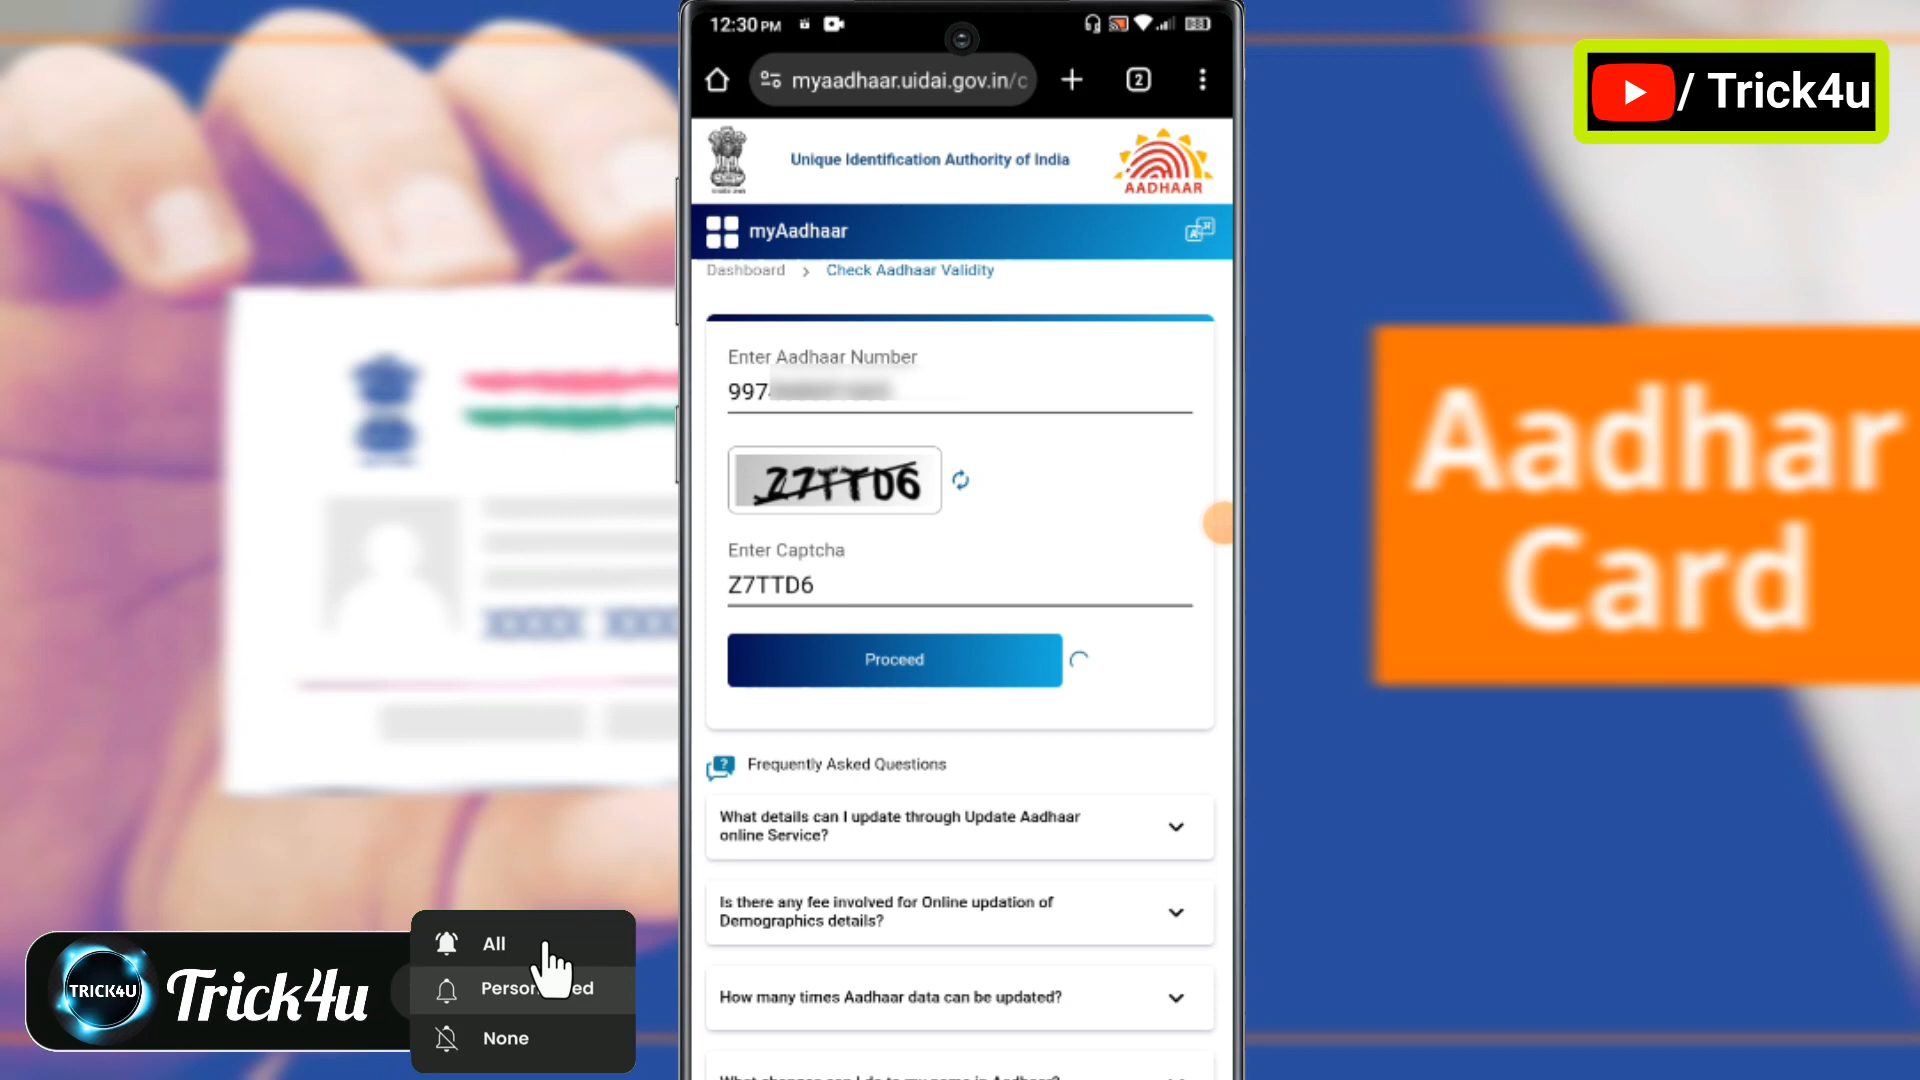 12:30 PM
myaadhaar.uidai.gov.in/c
2
/ Trick4u
Unique Identification Authority of India
AADHAAR
myAadhaar
Dashboard > Check Aadhaar Validity
Enter Aadhaar Number
997
Z7TTD6
Enter Captcha
Z7TTD6
Proceed
Aadhar
Card
Frequently Asked Questions
What details can I update through Update Aadhaar
online Service?
Is there any fee involved for Online updation of
Demographics details?
How many times Aadhaar data can be updated?
TRICK4U
Trick4u
All
None